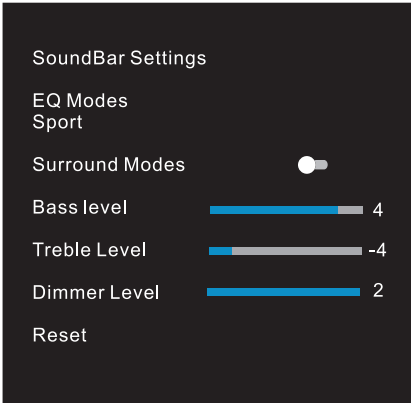 SoundBar Settings
EQ Modes
Sport
Surround Modes
Bass level 4
Treble Level -4
Dimmer Level 2
Reset